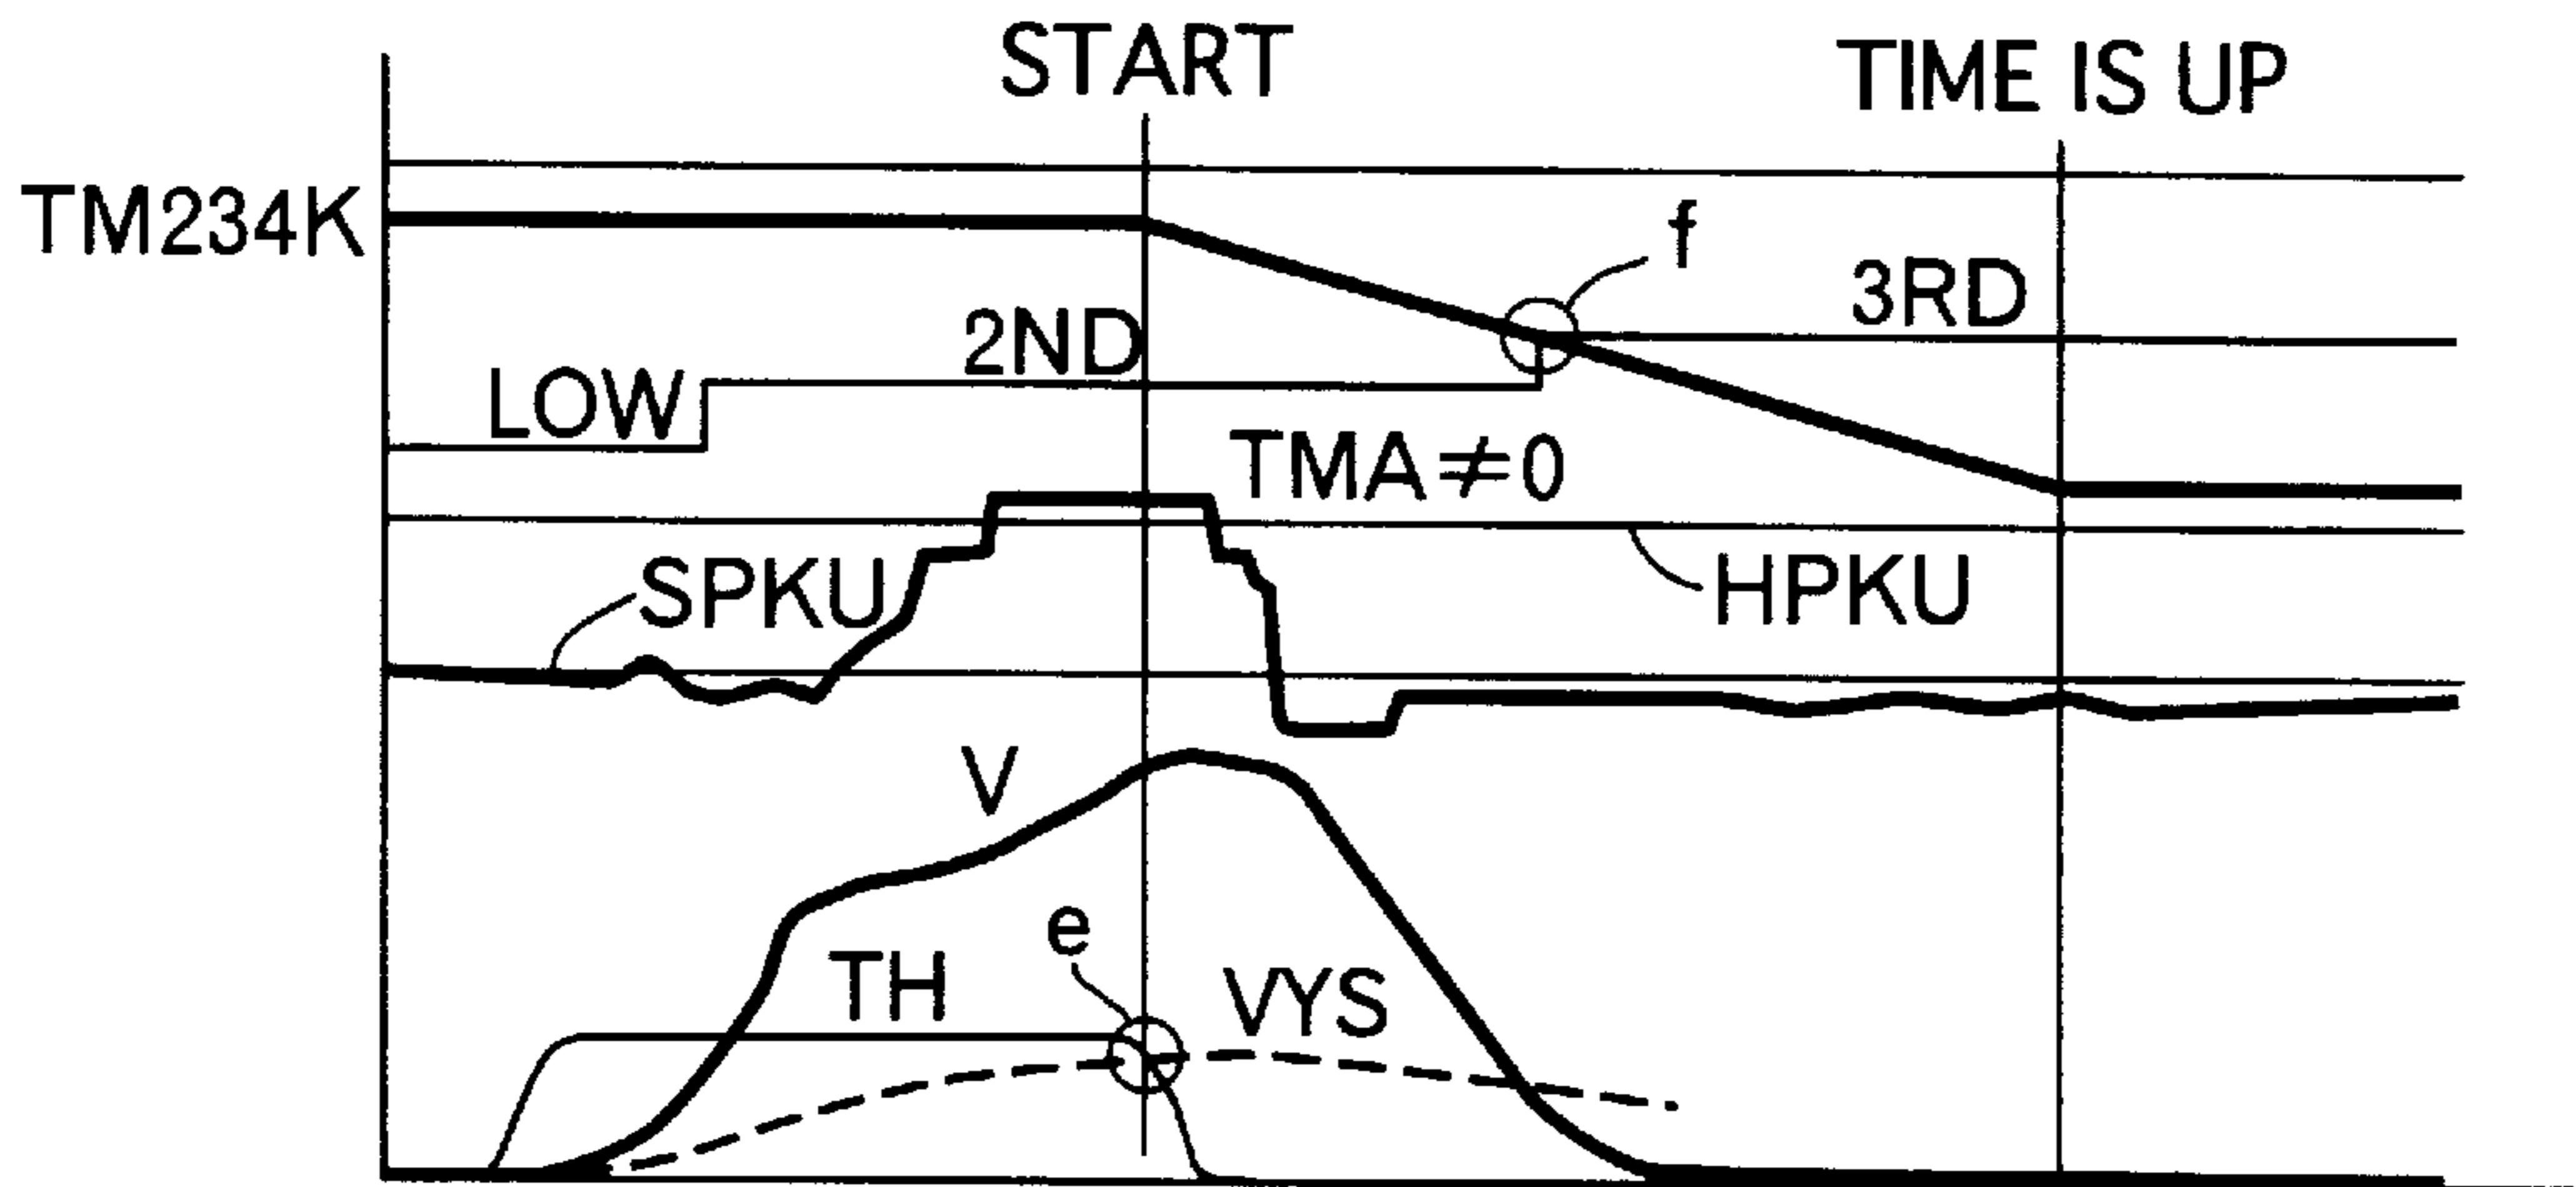 START
TIME IS UP
TM234K
f
3RD
2ND
LOW
TMA≠0
SPKU
HPKU
V
e
TH
VYS